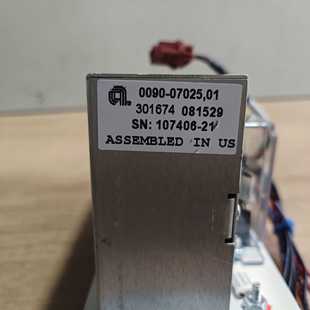 0090-07025,01
301674 081529
SN: 107406-21
ASSEMBLED IN US